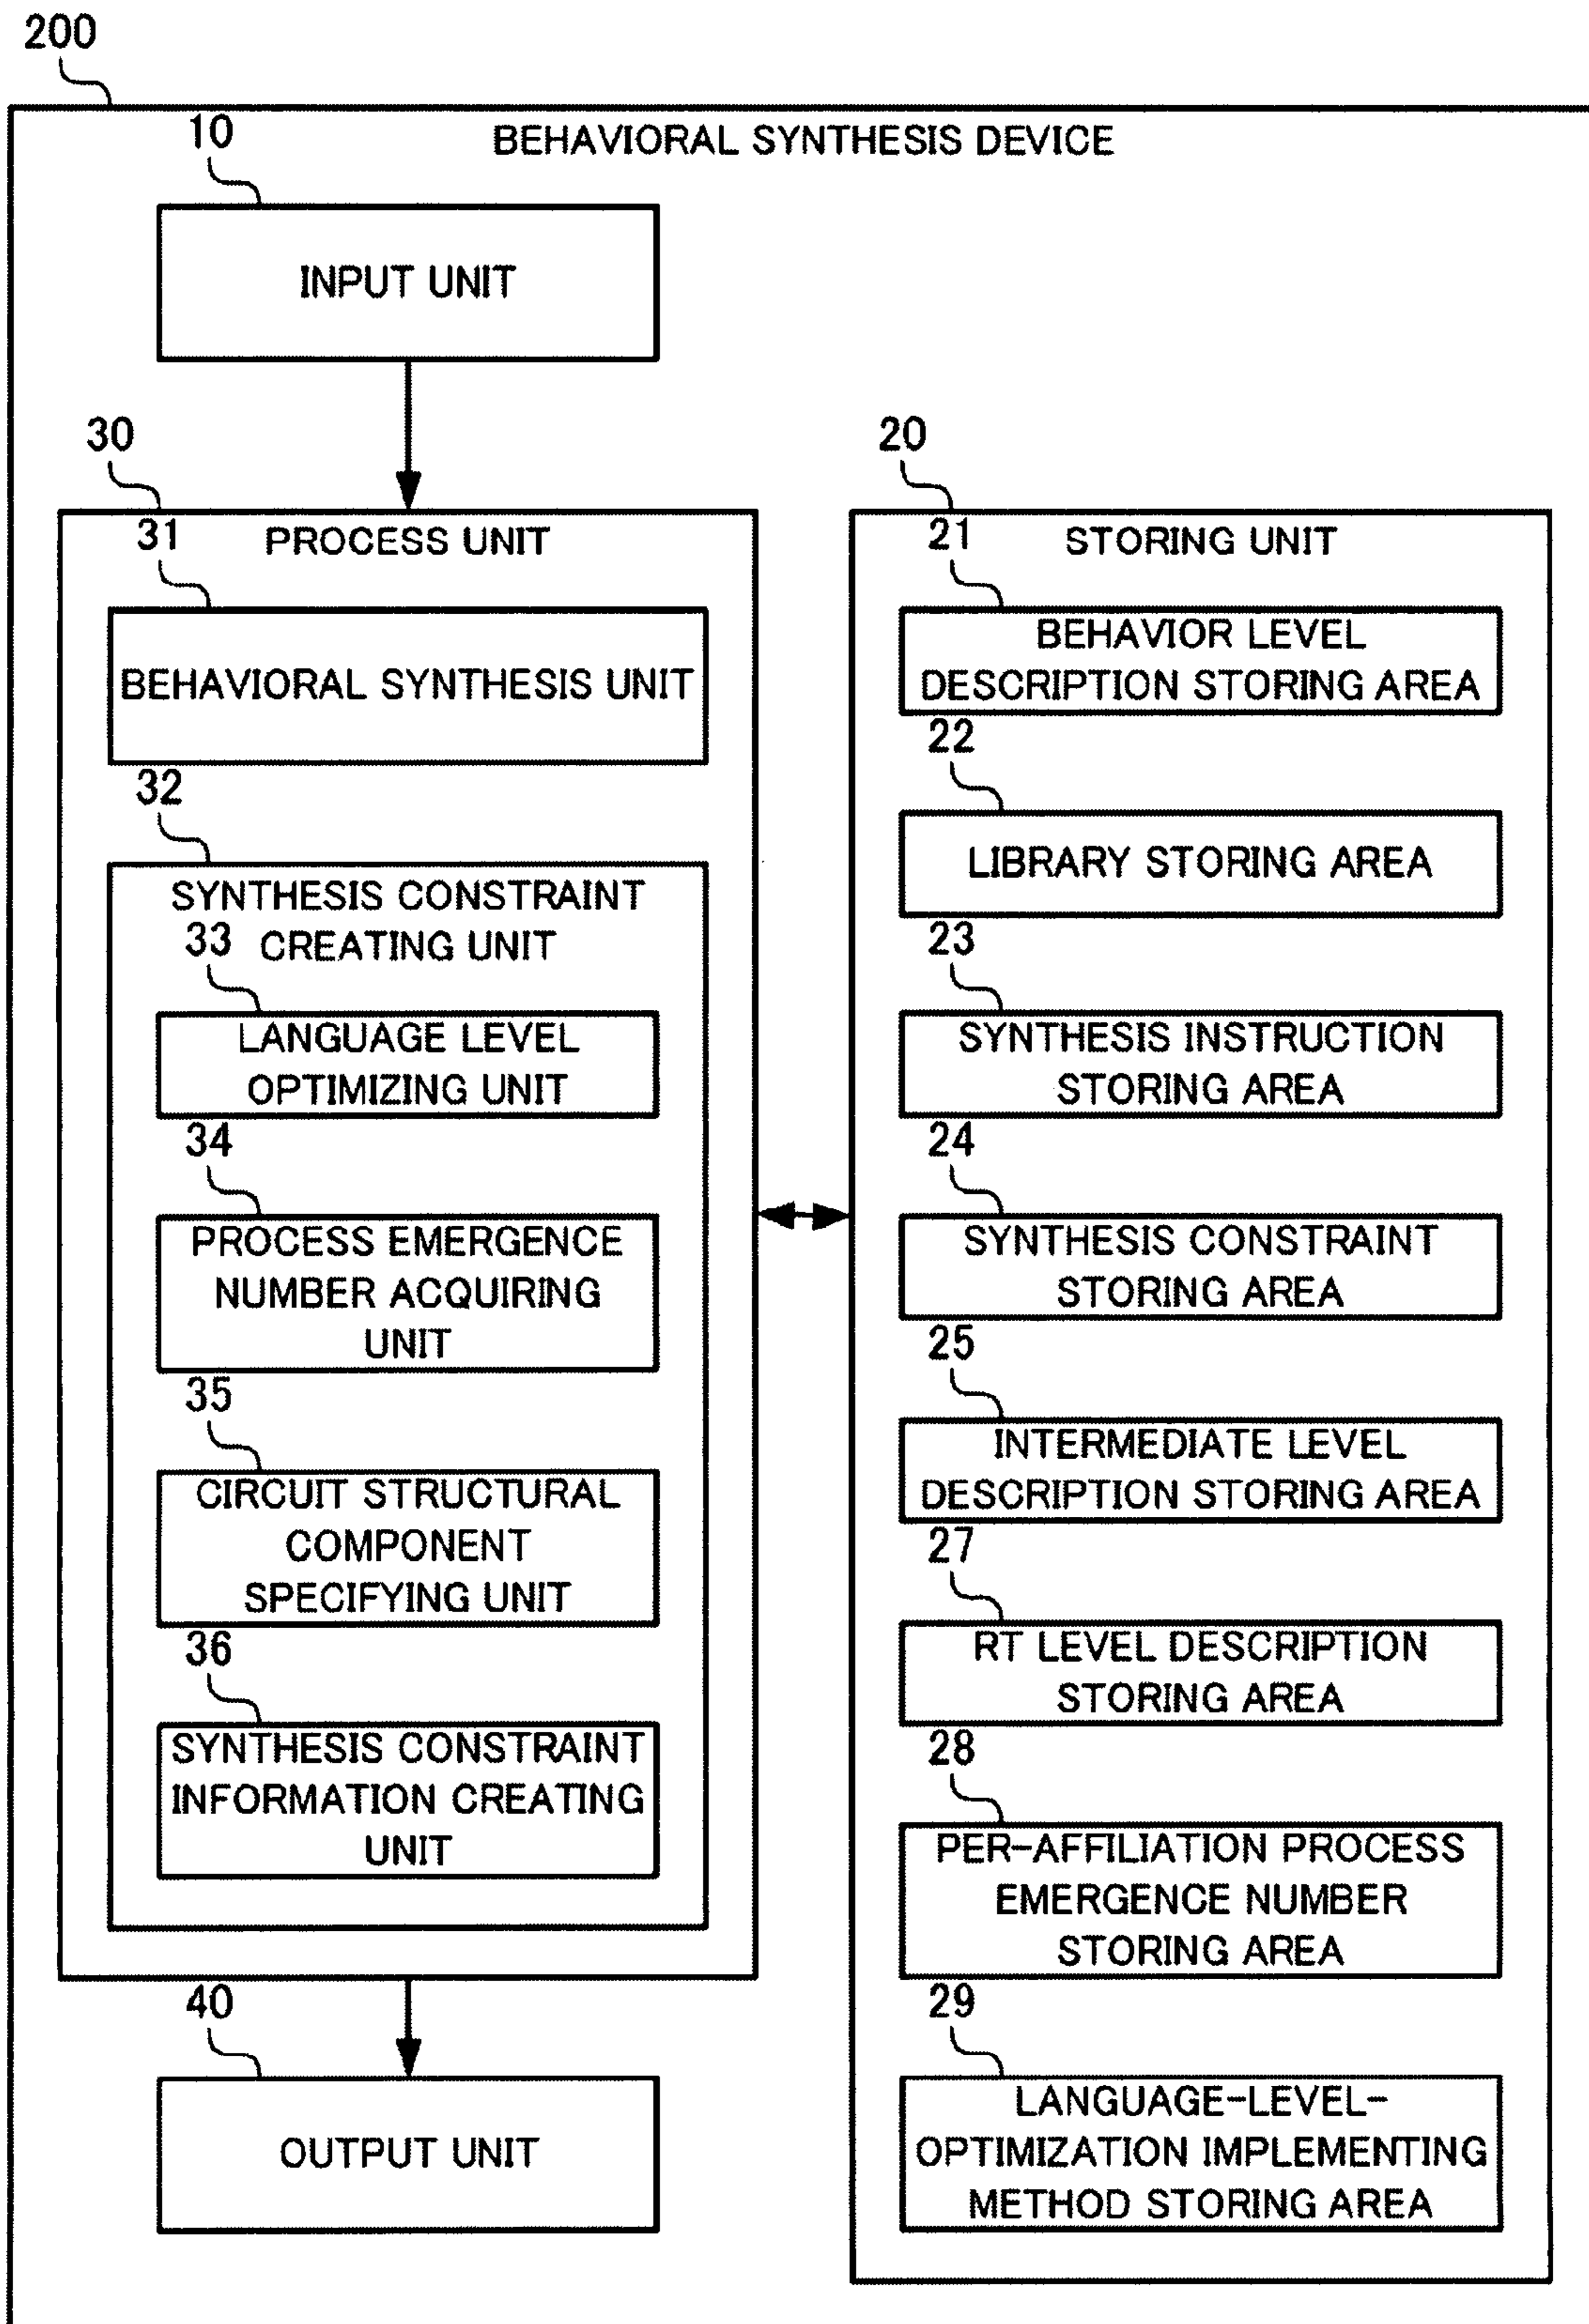 200
BEHAVIORAL SYNTHESIS DEVICE
10
INPUT UNIT
30
PROCESS UNIT
31
BEHAVIORAL SYNTHESIS UNIT
32
SYNTHESIS CONSTRAINT
CREATING UNIT
33
LANGUAGE LEVEL
OPTIMIZING UNIT
34
PROCESS EMERGENCE
NUMBER ACQUIRING
UNIT
35
CIRCUIT STRUCTURAL
COMPONENT
SPECIFYING UNIT
36
SYNTHESIS CONSTRAINT
INFORMATION CREATING
UNIT
40
OUTPUT UNIT
20
STORING UNIT
21
BEHAVIOR LEVEL
DESCRIPTION STORING AREA
22
LIBRARY STORING AREA
23
SYNTHESIS INSTRUCTION
STORING AREA
24
SYNTHESIS CONSTRAINT
STORING AREA
25
INTERMEDIATE LEVEL
DESCRIPTION STORING AREA
27
RT LEVEL DESCRIPTION
STORING AREA
28
PER-AFFILIATION PROCESS
EMERGENCE NUMBER
STORING AREA
29
LANGUAGE-LEVEL-
OPTIMIZATION IMPLEMENTING
METHOD STORING AREA